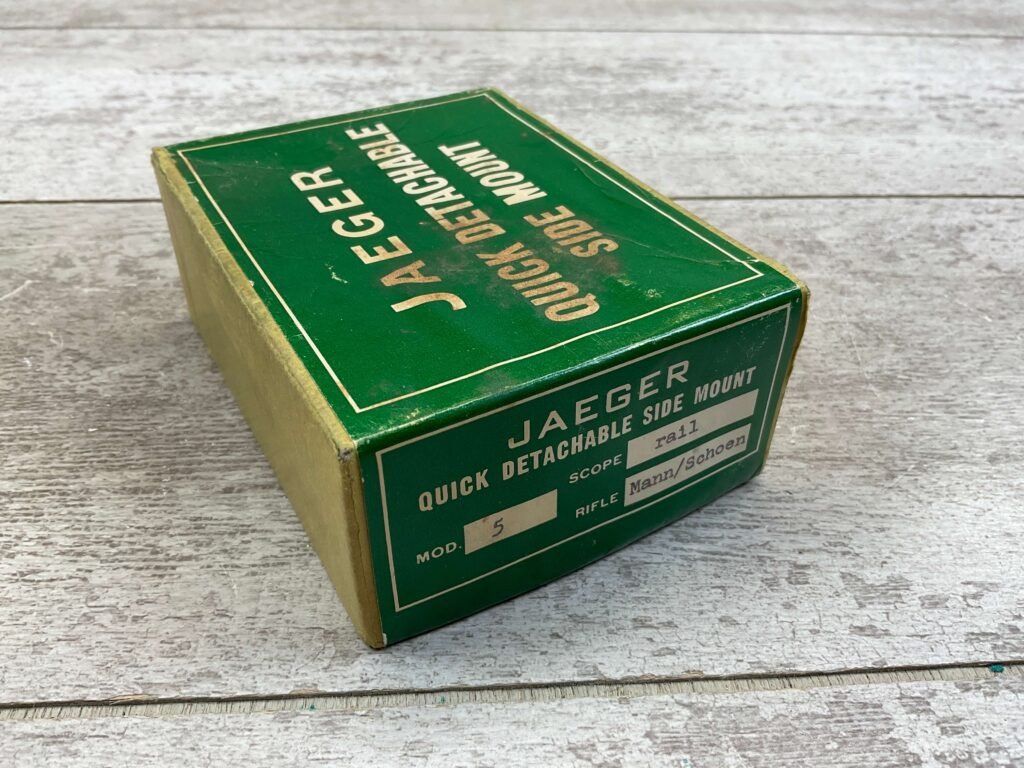 JAEGER
QUICK DETACHABLE
SIDE MOUNT
JAEGER
QUICK DETACHABLE SIDE MOUNT
MOD. 5 SCOPE rail
RIFLE Mann/Schoen